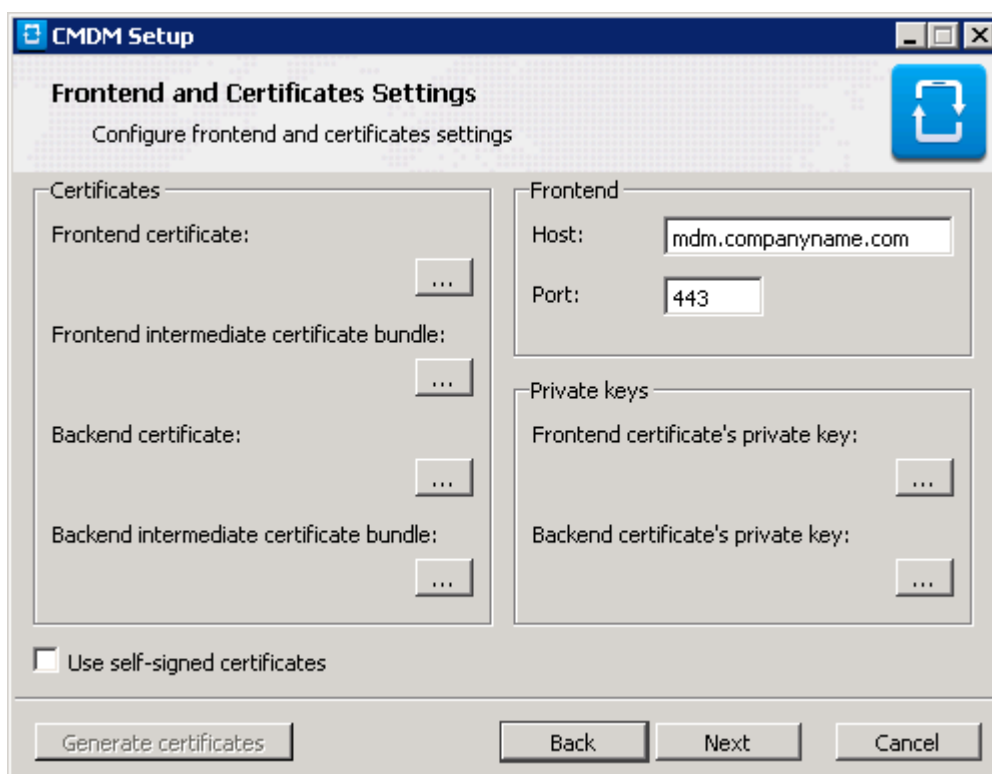 CMDM Setup
Frontend and Certificates Settings
Configure frontend and certificates settings
Certificates
Frontend certificate:
...
Frontend intermediate certificate bundle:
...
Backend certificate:
...
Backend intermediate certificate bundle:
...
Frontend
Host: mdm.companyname.com
Port: 443
Private keys
Frontend certificate's private key:
...
Backend certificate's private key:
...
Use self-signed certificates
Generate certificates Back Next Cancel